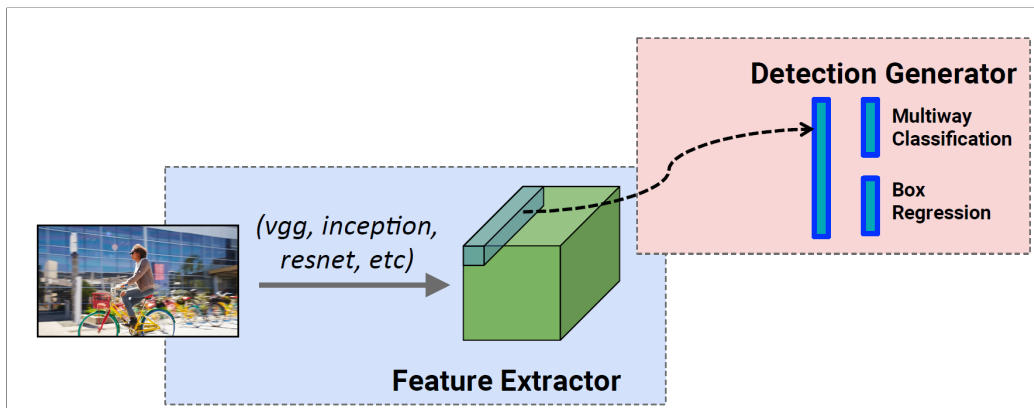 Detection Generator
Multiway
Classification
Box
Regression
(vgg, inception,
resnet, etc)
Feature Extractor